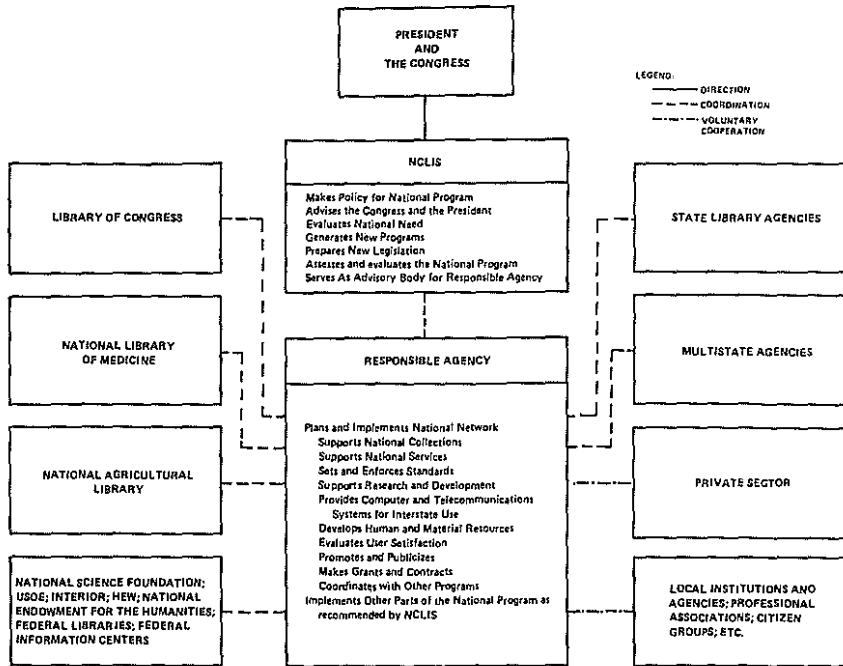 PRESIDENT
AND
THE CONGRESS
LEGEND:
DIRECTION
COORDINATION
VOLUNTARY
COOPERATION
NCLIS
Makes Policy for National Program
Advises the Congress and the President
Evaluates National Need
Generates New Programs
Prepares New Legislation
Assesses and evaluates the National Program
Serves As Advisory Body for Responsible Agency
LIBRARY OF CONGRESS
STATE LIBRARY AGENCIES
NATIONAL LIBRARY
OF MEDICINE
MULTISTATE AGENCIES
RESPONSIBLE AGENCY
Plans and Implements National Network
Supports National Collections
Supports National Services
Sets and Enforces Standards
Supports Research and Development
Provides Computer and Telecommunications
Systems for Interstate Use
Develops Human and Material Resources
Evaluates User Satisfaction
Promotes and Publicizes
Makes Grants and Contracts
Coordinates with Other Programs
Implements Other Parts of the National Program as
recommended by NCLIS
NATIONAL AGRICULTURAL
LIBRARY
PRIVATE SECTOR
NATIONAL SCIENCE FOUNDATION;
USOE; INTERIOR; HEW; NATIONAL
ENDOWMENT FOR THE HUMANITIES;
FEDERAL LIBRARIES; FEDERAL
INFORMATION CENTERS
LOCAL INSTITUTIONS AND
AGENCIES; PROFESSIONAL
ASSOCIATIONS; CITIZEN
GROUPS; ETC.